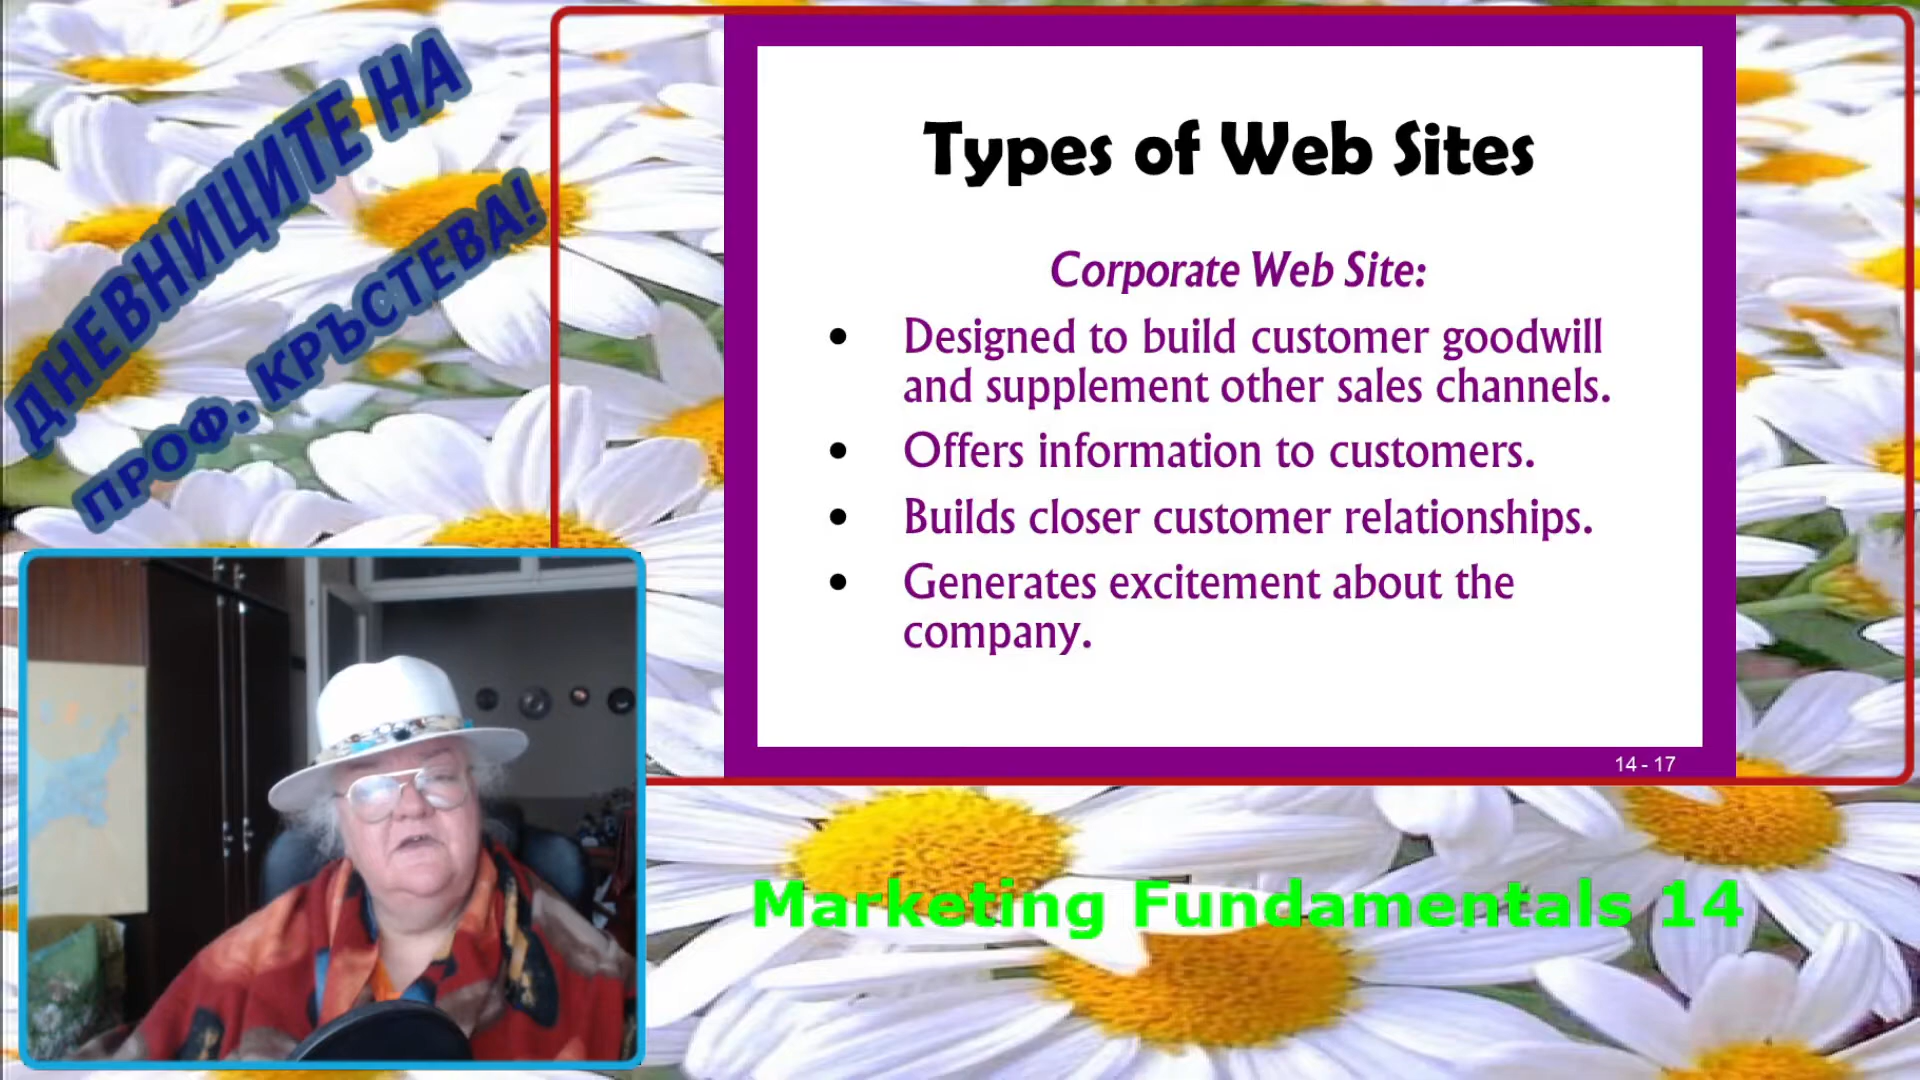 ДНЕВНИЦИТЕ НА
ПРОФ. КРЪСТЕВА!
Types of Web Sites
Corporate Web Site:
• Designed to build customer goodwill
and supplement other sales channels.
• Offers information to customers.
• Builds closer customer relationships.
• Generates excitement about the
company.
14 - 17
Marketing Fundamentals 14